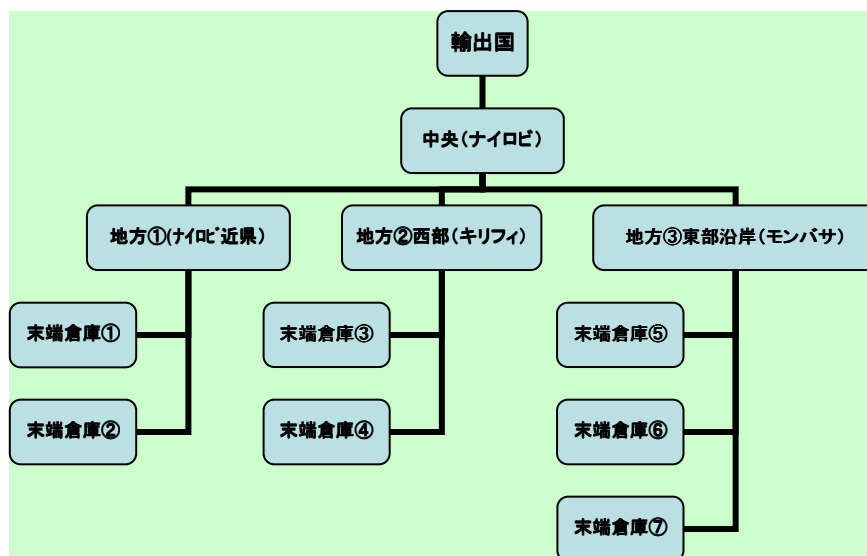 輸出国
中央(ナイロビ)
地方①(ﾅｲﾛﾋﾞ近県)
地方②西部(キリフィ)
地方③東部沿岸(モンバサ)
末端倉庫①
末端倉庫③
末端倉庫⑤
末端倉庫②
末端倉庫④
末端倉庫⑥
末端倉庫⑦